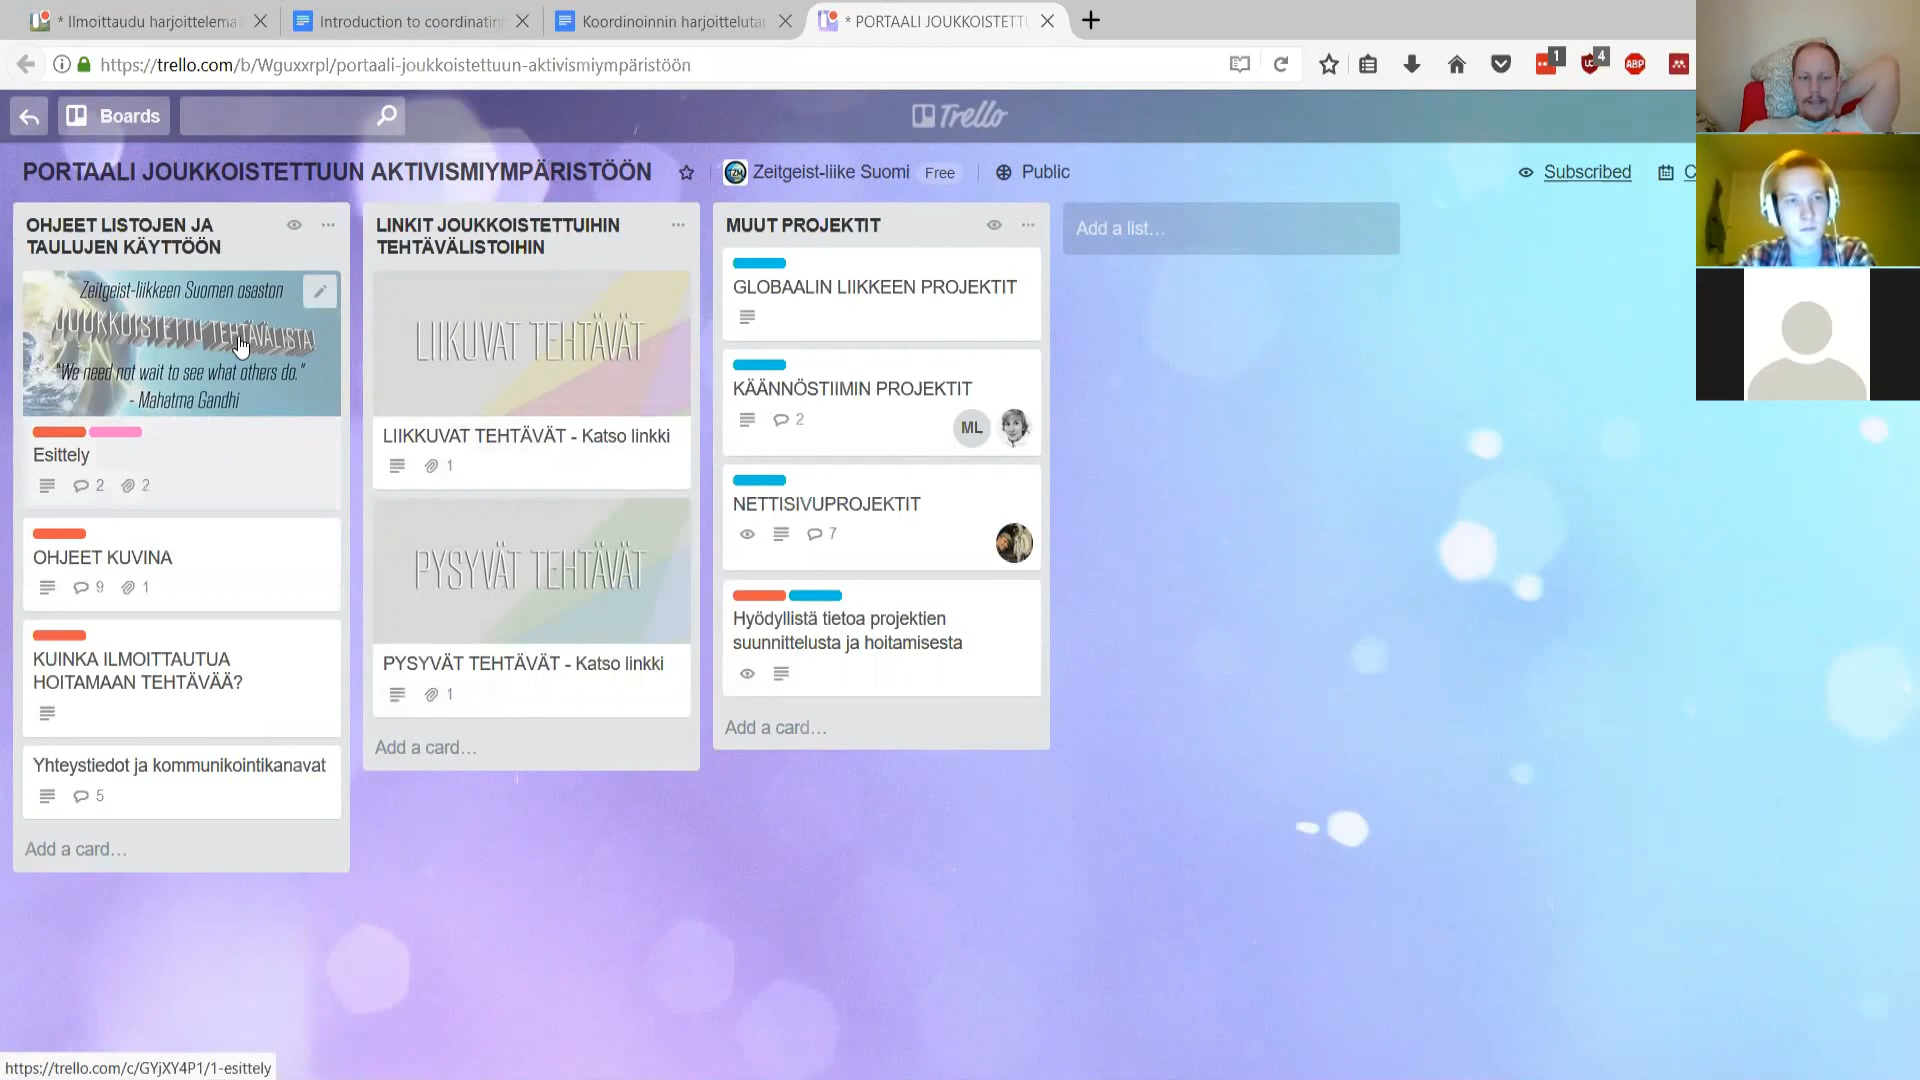 * Ilmoittaudu harjoittelema
Introduction to coordinatin
Koordinoinnin harjoittelutau
* PORTAALI JOUKKOISTETTU
https://trello.com/b/Wguxxrpl/portaali-joukkoistettuun-aktivismiympäristöön
1
4
ABP
Boards
Trello
PORTAALI JOUKKOISTETTUUN AKTIVISMIYMPÄRISTÖÖN
TZM
Zeitgeist-liike Suomi
Free
Public
Subscribed
C
OHJEET LISTOJEN JA
TAULUJEN KÄYTTÖÖN
Zeitgeist-liikkeen Suomen osaston
JOUKKOISTETTU TEHTÄVÄLISTA!
"We need not wait to see what others do."
- Mahatma Gandhi
Esittely
2
2
OHJEET KUVINA
9
1
KUINKA ILMOITTAUTUA
HOITAMAAN TEHTÄVÄÄ?
Yhteystiedot ja kommunikointikanavat
5
Add a card…
LINKIT JOUKKOISTETTUIHIN
TEHTÄVÄLISTOIHIN
LIIKUVAT TEHTÄVÄT
LIIKKUVAT TEHTÄVÄT - Katso linkki
1
PYSYVÄT TEHTÄVÄT
PYSYVÄT TEHTÄVÄT - Katso linkki
1
Add a card…
MUUT PROJEKTIT
GLOBAALIN LIIKKEEN PROJEKTIT
KÄÄNNÖSTIIMIN PROJEKTIT
2
ML
NETTISIVUPROJEKTIT
7
Hyödyllistä tietoa projektien
suunnittelusta ja hoitamisesta
Add a card…
Add a list…
https://trello.com/c/GYjXY4P1/1-esittely